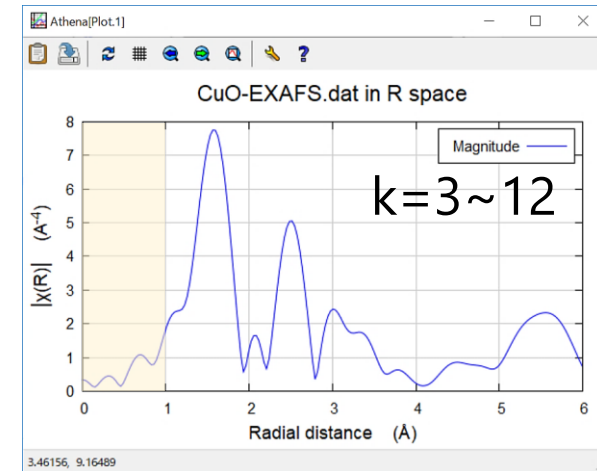 Athena[Plot.1]
CuO-EXAFS.dat in R space
Magnitude
k=3~12
|χ(R)| (A⁻⁴)
8
7
6
5
4
3
2
1
0
0 1 2 3 4 5 6
Radial distance (Å)
3.46156, 9.16489